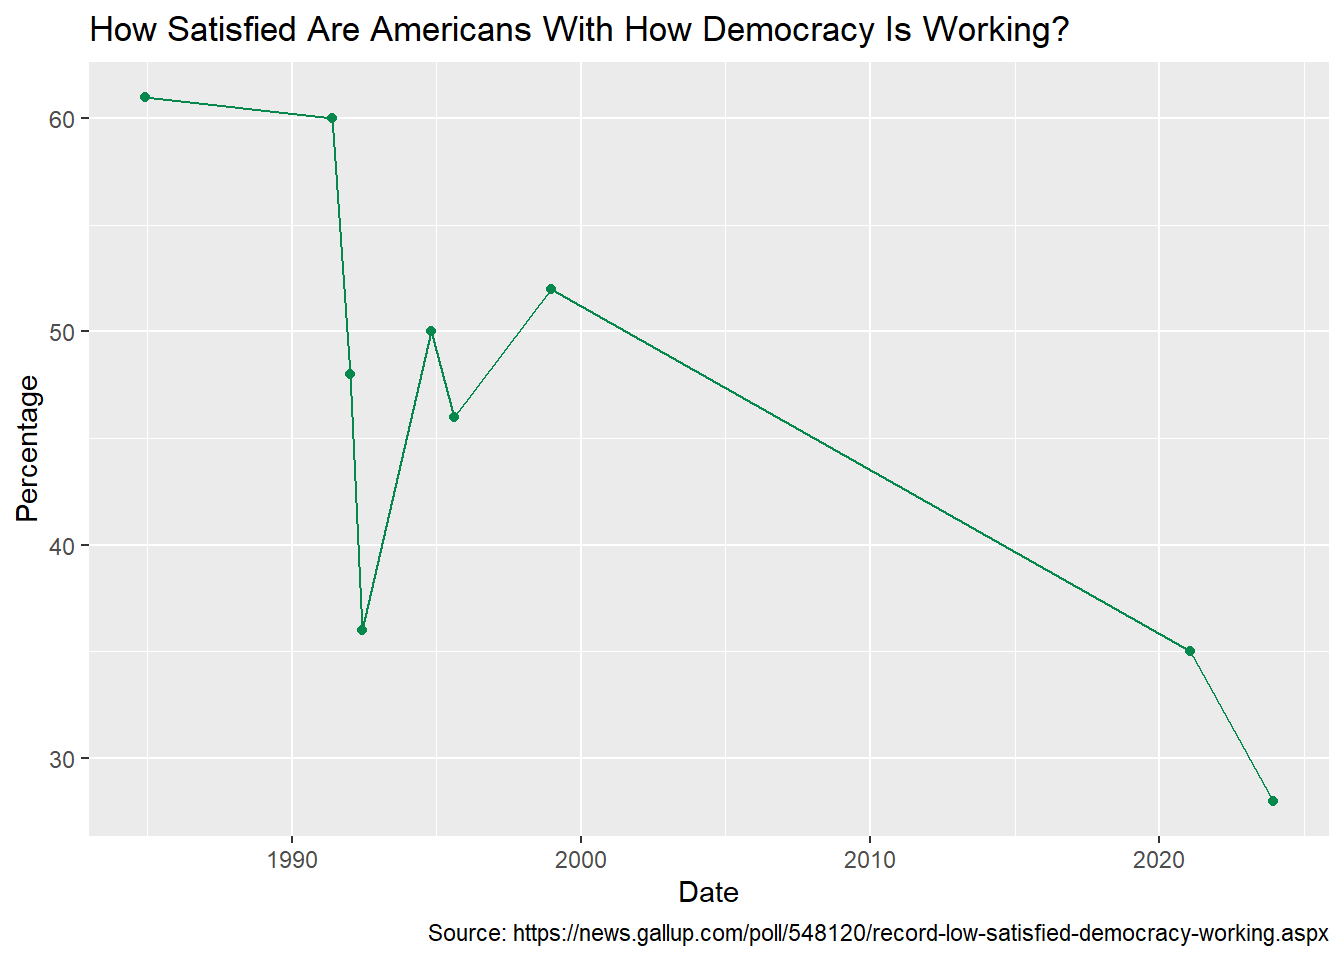 How Satisfied Are Americans With How Democracy Is Working?
60
50
40
30
Percentage
1990
2000
2010
2020
Date
Source: https://news.gallup.com/poll/548120/record-low-satisfied-democracy-working.aspx